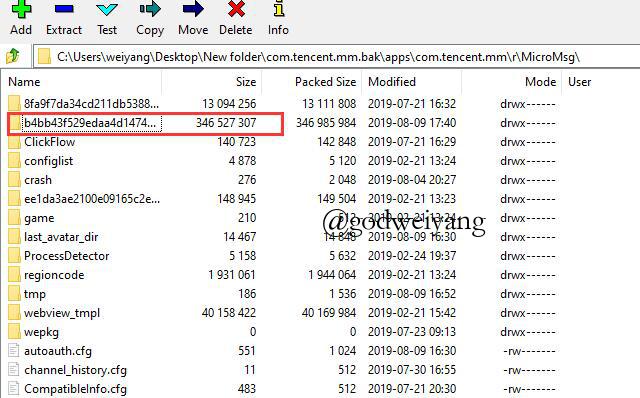 Add Extract Test Copy Move Delete Info
C:\Users\weiyang\Desktop\New folder\com.tencent.mm.bak\apps\com.tencent.mm\r\MicroMsg\
Name Size Packed Size Modified Mode User
8fa9f7da34cd211db5388... 13 094 256 13 111 808 2019-07-21 16:32 drwx------
b4bb43f529edaa4d1474... 346 527 307 346 985 984 2019-08-09 17:40 drwx------
ClickFlow 140 723 142 848 2019-07-21 16:29 drwx------
configlist 4 878 5 120 2019-02-21 13:24 drwx------
crash 276 2 048 2019-08-04 20:27 drwx------
ee1da3ae2100e09165c2e... 148 945 149 504 2019-02-21 13:23 drwx------
game 210 512 2019-02-21 13:24 drwx------
@godweiyang
last_avatar_dir 14 467 14 848 2019-08-09 16:30 drwx------
ProcessDetector 5 158 5 632 2019-02-24 19:37 drwx------
regioncode 1 931 061 1 944 064 2019-02-21 13:24 drwx------
tmp 186 1 536 2019-08-09 16:52 drwx------
webview_tmpl 40 158 422 40 169 984 2019-02-21 15:42 drwx------
wepkg 0 0 2019-07-23 09:13 drwx------
autoauth.cfg 551 1 024 2019-08-09 16:30 -rw-------
channel_history.cfg 11 512 2019-07-30 16:55 -rw-------
CompatibleInfo.cfg 483 512 2019-07-21 20:30 -rw-------